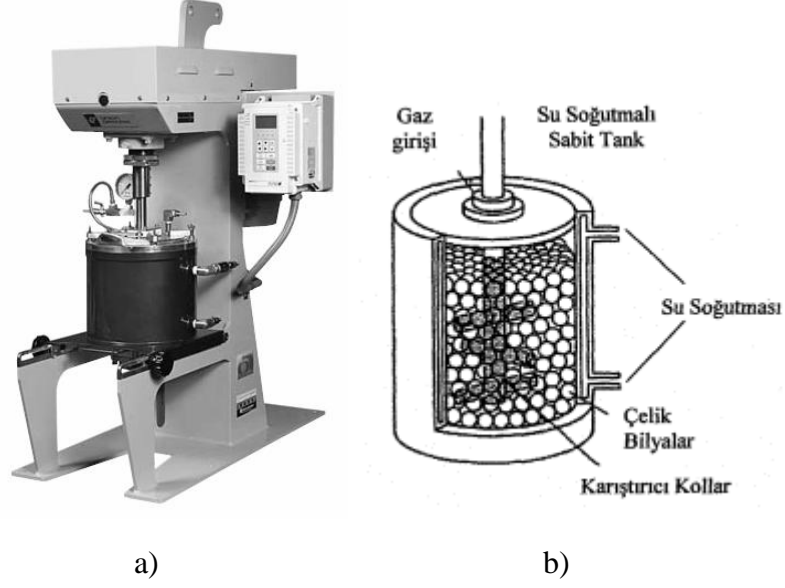 Gaz
girişi
Su Soğutmalı
Sabit Tank
Su Soğutması
Çelik
Bilyalar
Karıştırıcı Kollar
a)
b)